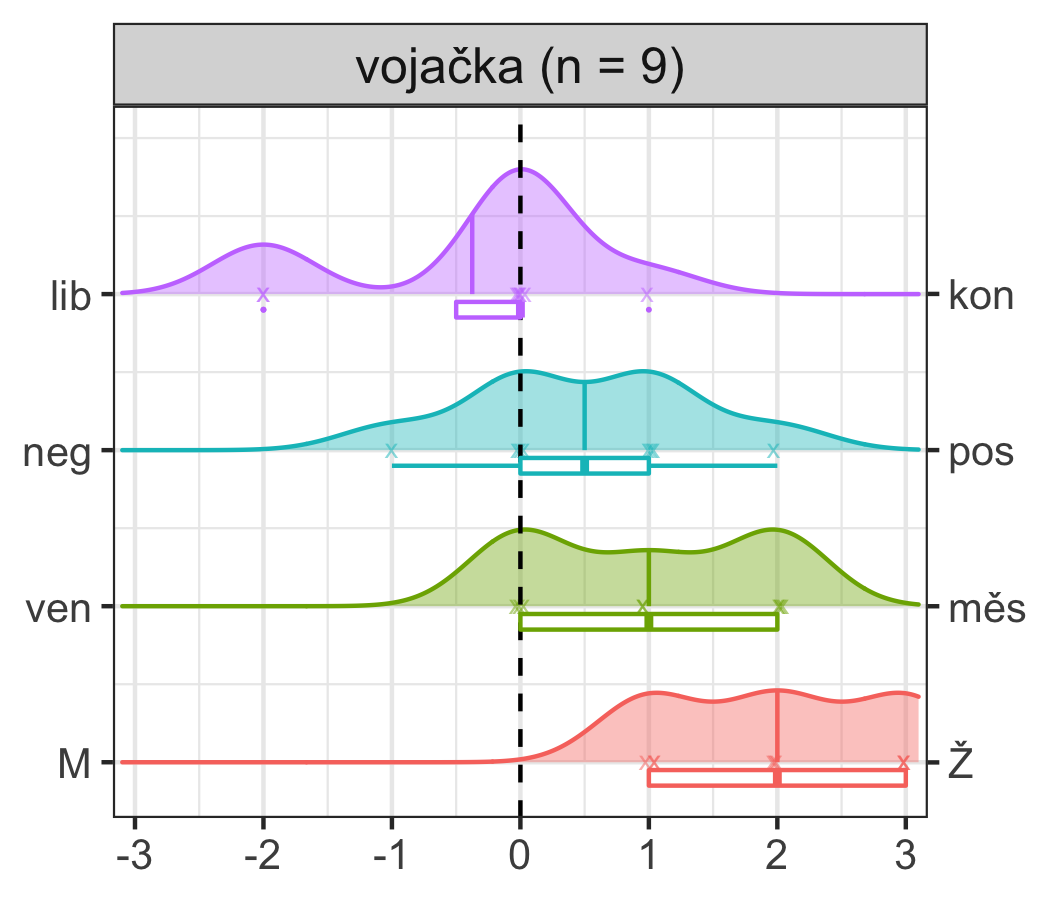 vojačka (n = 9)
lib kon
neg pos
ven měs
M Ž
-3 -2 -1 0 1 2 3